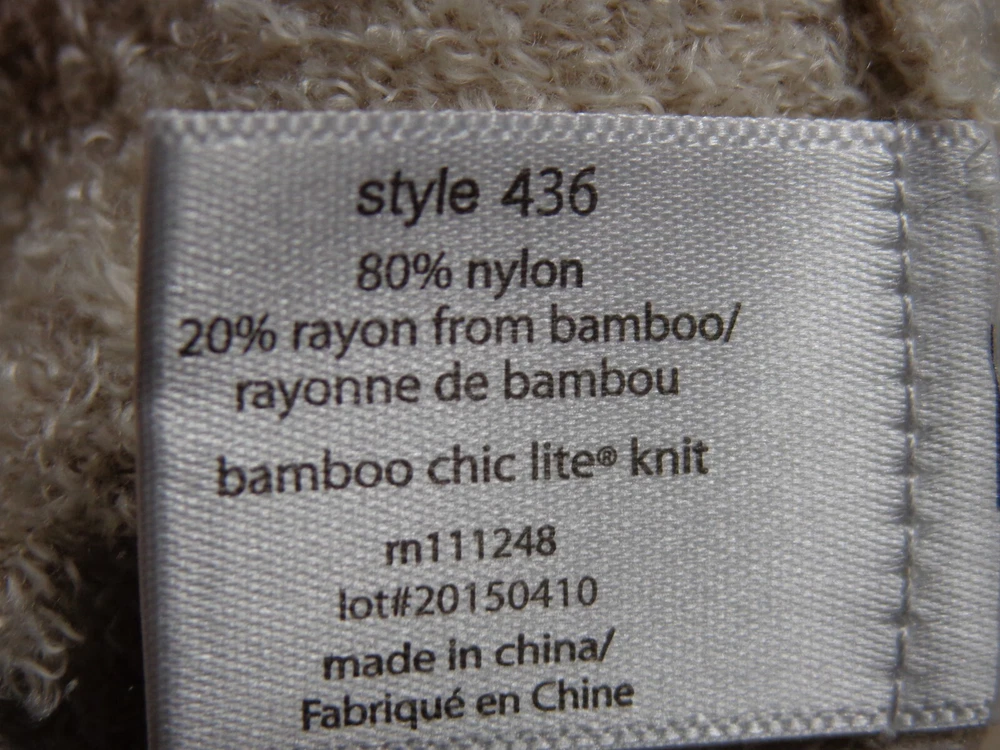 style 436
80% nylon
20% rayon from bamboo/
rayonne de bambou
bamboo chic lite® knit
rn111248
lot#20150410
made in china/
Fabriqué en Chine